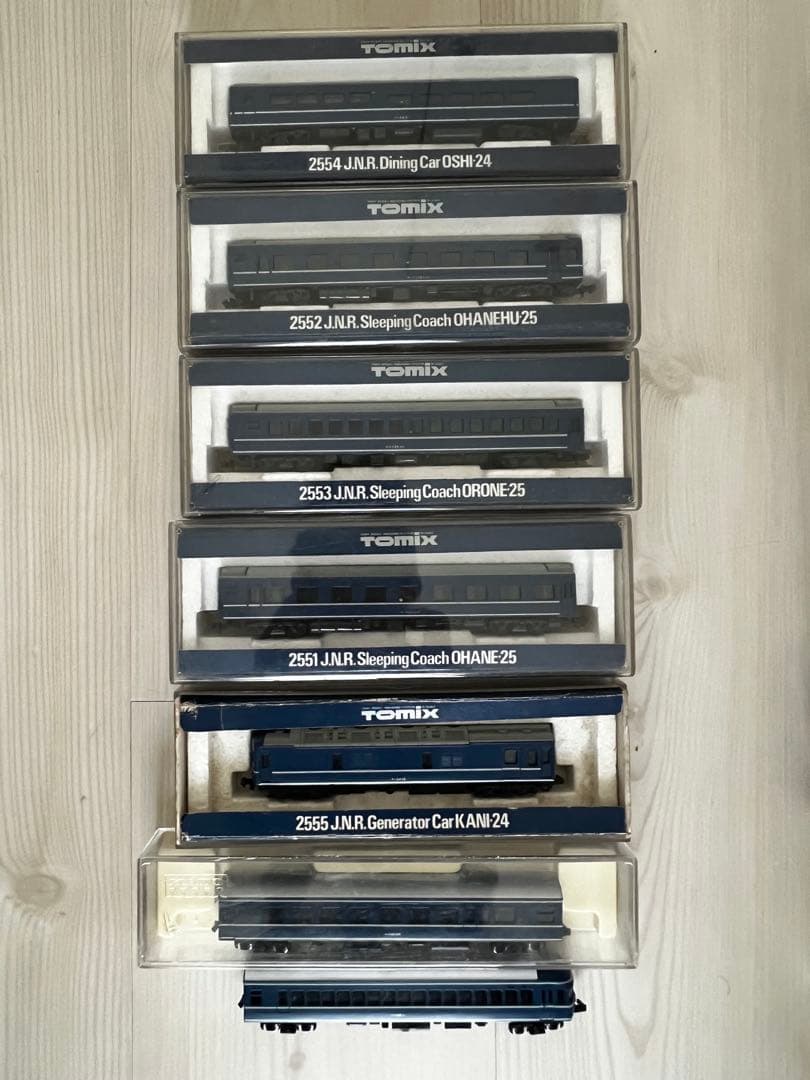 TOMIX
2554 J.N.R. Dining Car OSHI-24
TOMIX
2552 J.N.R. Sleeping Coach OHANEHU-25
TOMIX
2553 J.N.R. Sleeping Coach ORONE-25
TOMIX
2551 J.N.R. Sleeping Coach OHANE-25
TOMIX
2555 J.N.R. Generator Car KANI-24